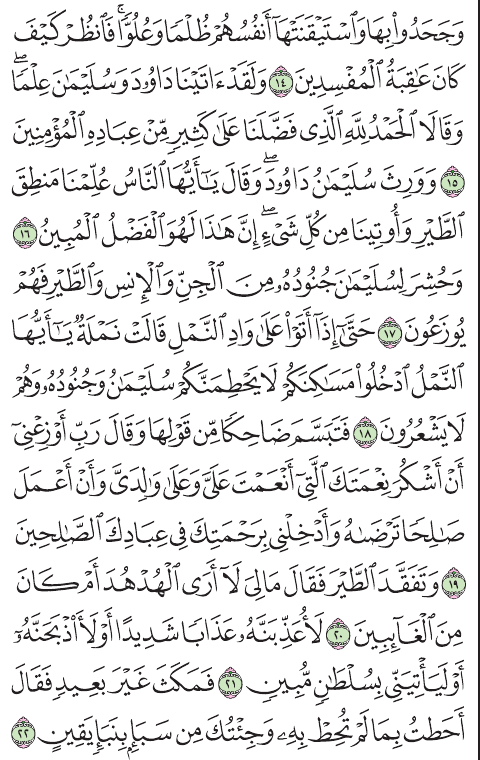 وَجَحَدُوا۟ بِهَا وَٱسْتَيْقَنَتْهَآ أَنفُسُهُمْ ظُلْمًا وَعُلُوًّا ۚ فَٱنظُرْ كَيْفَ
كَانَ عَـٰقِبَةُ ٱلْمُفْسِدِينَ ١٤ وَلَقَدْ ءَاتَيْنَا دَاوُۥدَ وَسُلَيْمَـٰنَ عِلْمًا ۖ
وَقَالَا ٱلْحَمْدُ لِلَّهِ ٱلَّذِى فَضَّلَنَا عَلَىٰ كَثِيرٍ مِّنْ عِبَادِهِ ٱلْمُؤْمِنِينَ
١٥ وَوَرِثَ سُلَيْمَـٰنُ دَاوُۥدَ ۖ وَقَالَ يَـٰٓأَيُّهَا ٱلنَّاسُ عُلِّمْنَا مَنطِقَ
ٱلطَّيْرِ وَأُوتِينَا مِن كُلِّ شَىْءٍ ۖ إِنَّ هَـٰذَا لَهُوَ ٱلْفَضْلُ ٱلْمُبِينُ ١٦
وَحُشِرَ لِسُلَيْمَـٰنَ جُنُودُهُۥ مِنَ ٱلْجِنِّ وَٱلْإِنسِ وَٱلطَّيْرِ فَهُمْ
يُوزَعُونَ ١٧ حَتَّىٰٓ إِذَآ أَتَوْا۟ عَلَىٰ وَادِ ٱلنَّمْلِ قَالَتْ نَمْلَةٌ يَـٰٓأَيُّهَا
ٱلنَّمْلُ ٱدْخُلُوا۟ مَسَـٰكِنَكُمْ لَا يَحْطِمَنَّكُمْ سُلَيْمَـٰنُ وَجُنُودُهُۥ وَهُمْ
لَا يَشْعُرُونَ ١٨ فَتَبَسَّمَ ضَاحِكًا مِّن قَوْلِهَا وَقَالَ رَبِّ أَوْزِعْنِىٓ
أَنْ أَشْكُرَ نِعْمَتَكَ ٱلَّتِىٓ أَنْعَمْتَ عَلَىَّ وَعَلَىٰ وَٰلِدَىَّ وَأَنْ أَعْمَلَ
صَـٰلِحًا تَرْضَىٰهُ وَأَدْخِلْنِى بِرَحْمَتِكَ فِى عِبَادِكَ ٱلصَّـٰلِحِينَ
١٩ وَتَفَقَّدَ ٱلطَّيْرَ فَقَالَ مَا لِىَ لَآ أَرَى ٱلْهُدْهُدَ أَمْ كَانَ
مِنَ ٱلْغَآئِبِينَ ٢٠ لَأُعَذِّبَنَّهُۥ عَذَابًا شَدِيدًا أَوْ لَأَا۟ذْبَحَنَّهُۥٓ
أَوْ لَيَأْتِيَنِّى بِسُلْطَـٰنٍ مُّبِينٍ ٢١ فَمَكَثَ غَيْرَ بَعِيدٍ فَقَالَ
أَحَطتُ بِمَا لَمْ تُحِطْ بِهِۦ وَجِئْتُكَ مِن سَبَإٍۭ بِنَبَإٍ يَقِينٍ ٢٢